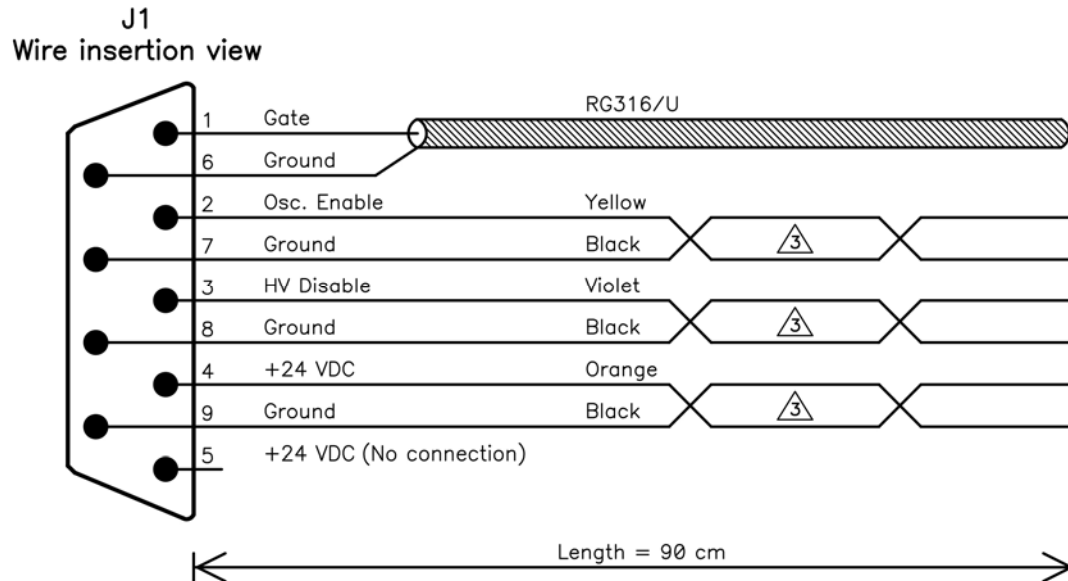 J1
Wire insertion view
RG316/U
1 Gate
6 Ground
2 Osc. Enable Yellow
7 Ground Black 3
3 HV Disable Violet
8 Ground Black 3
4 +24 VDC Orange
9 Ground Black 3
5 +24 VDC (No connection)
Length = 90 cm